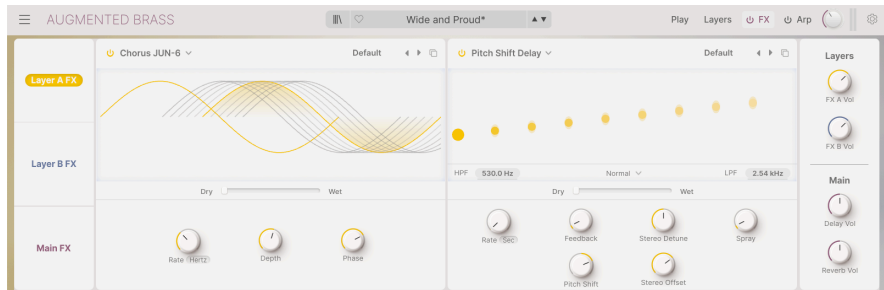 AUGMENTED BRASS Wide and Proud* Play Layers FX Arp
Layer A FX
Layer B FX
Main FX
Chorus JUN-6 Default
Dry Wet
Rate Hertz Depth Phase
Pitch Shift Delay Default
HPF 530.0 Hz Normal LPF 2.54 kHz
Dry Wet
Rate Sec Feedback Stereo Detune Spray
Pitch Shift Stereo Offset
Layers
FX A Vol
FX B Vol
Main
Delay Vol
Reverb Vol